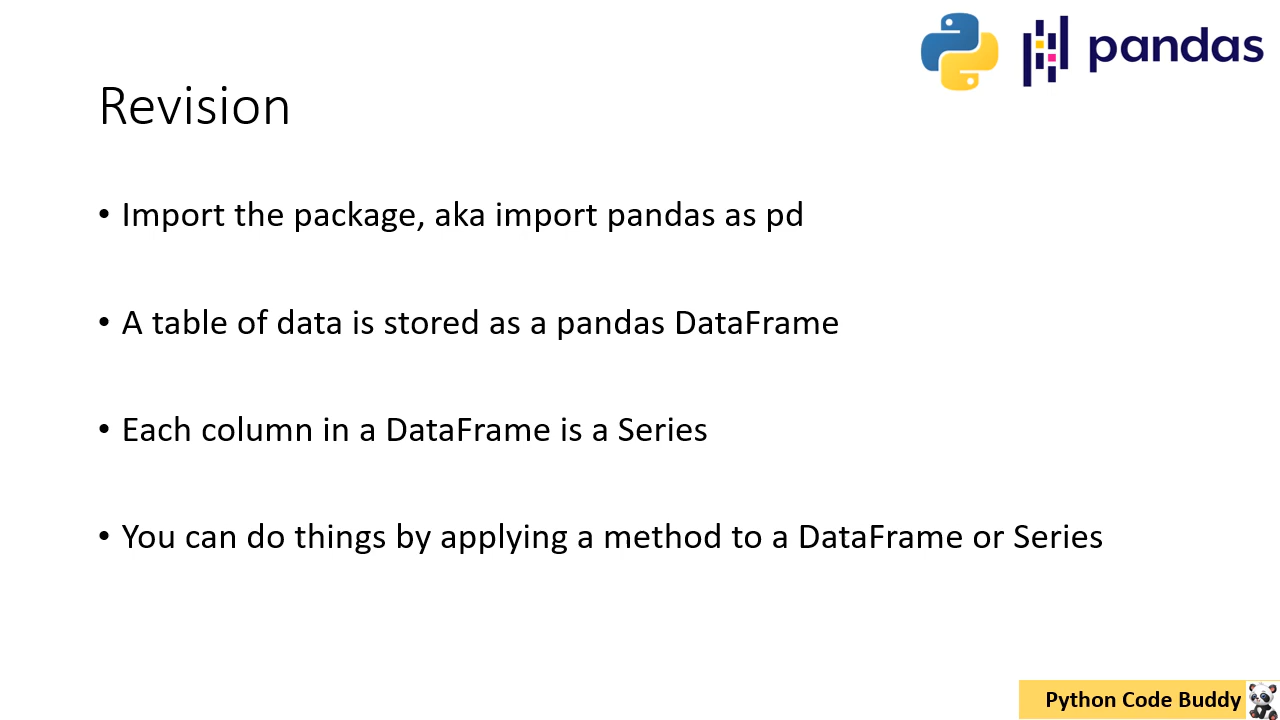 pandas
Revision
• Import the package, aka import pandas as pd
• A table of data is stored as a pandas DataFrame
• Each column in a DataFrame is a Series
• You can do things by applying a method to a DataFrame or Series
Python Code Buddy